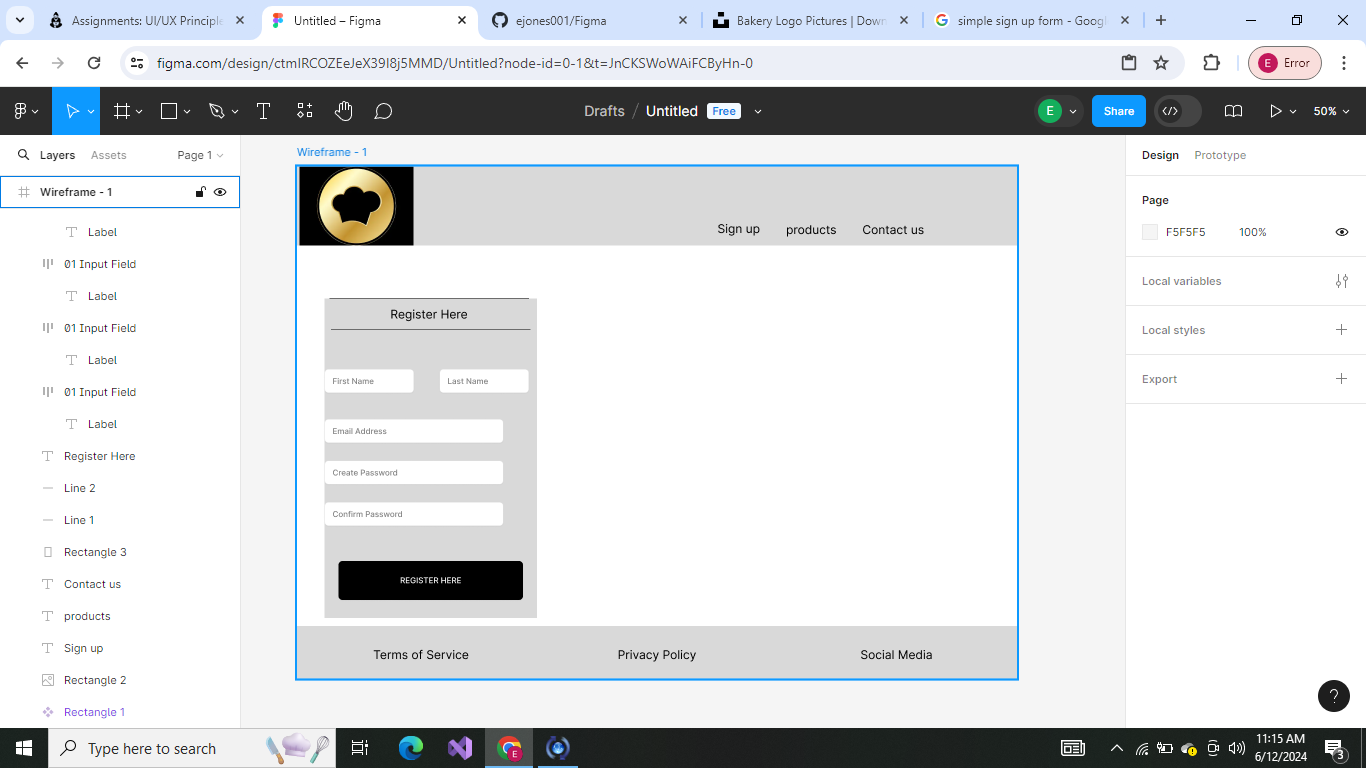 Assignments: UI/UX Principle
Untitled – Figma
ejones001/Figma
Bakery Logo Pictures | Down
simple sign up form - Goog
figma.com/design/ctmIRCOZEeJeX39I8j5MMD/Untitled?node-id=0-1&t=JnCKSWoWAiFCByHn-0
E Error
Drafts / Untitled Free
E
Share
50%
Layers Assets Page 1
Wireframe - 1
Label
01 Input Field
Label
01 Input Field
Label
01 Input Field
Label
Register Here
Line 2
Line 1
Rectangle 3
Contact us
products
Sign up
Rectangle 2
Rectangle 1
Wireframe - 1
Sign up products Contact us
Register Here
First Name Last Name
Email Address
Create Password
Confirm Password
REGISTER HERE
Terms of Service Privacy Policy Social Media
Design Prototype
Page
F5F5F5 100%
Local variables
Local styles
Export
?
Type here to search
E
11:15 AM
6/12/2024
3